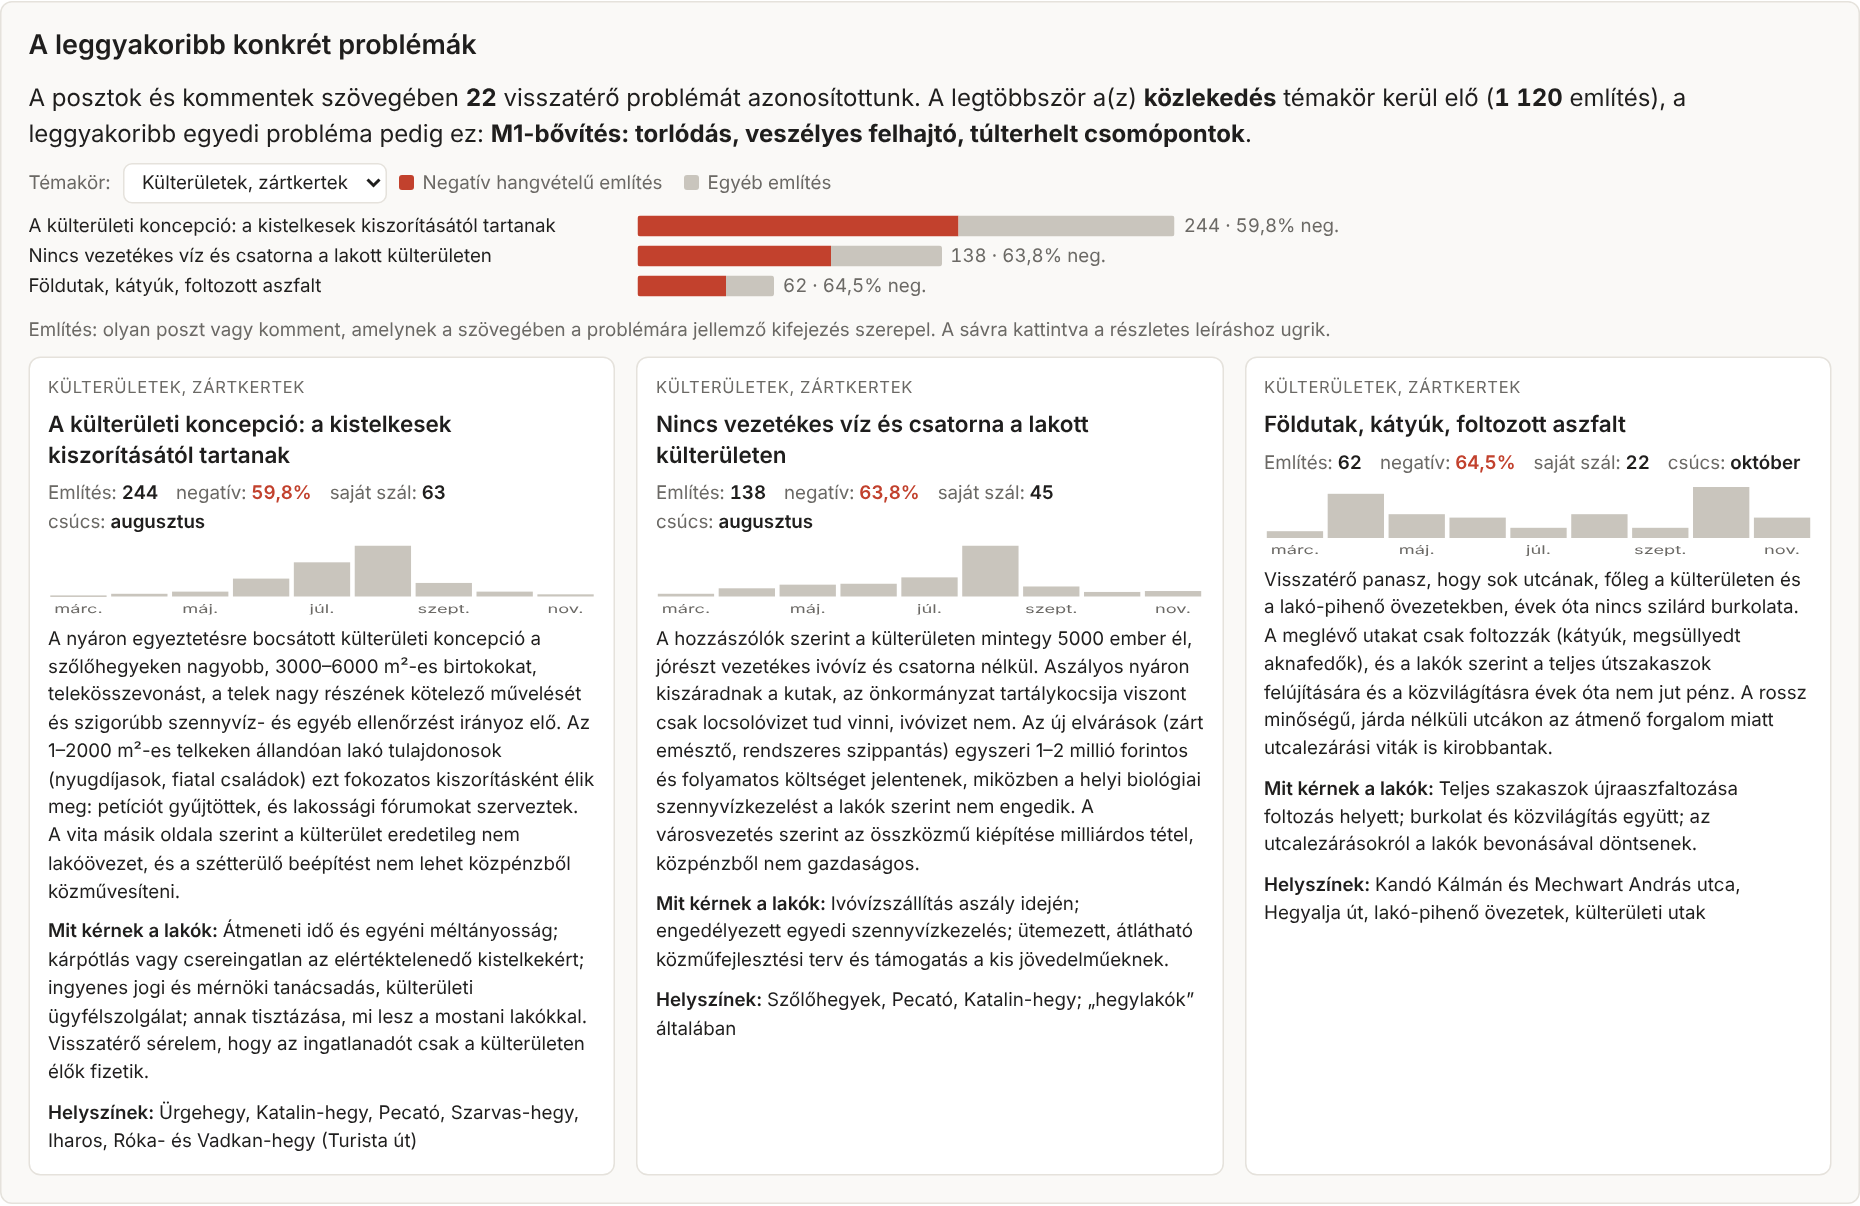 A leggyakoribb konkrét problémák
A posztok és kommentek szövegében 22 visszatérő problémát azonosítottunk. A legtöbbször a(z) közlekedés témakör kerül elő (1 120 említés), a
leggyakoribb egyedi probléma pedig ez: M1-bővítés: torlódás, veszélyes felhajtó, túlterhelt csomópontok.
Témakör: Külterületek, zártkertek Negatív hangvételű említés Egyéb említés
A külterületi koncepció: a kistelkesek kiszorításától tartanak 244 · 59,8% neg.
Nincs vezetékes víz és csatorna a lakott külterületen 138 · 63,8% neg.
Földutak, kátyúk, foltozott aszfalt 62 · 64,5% neg.
Említés: olyan poszt vagy komment, amelynek a szövegében a problémára jellemző kifejezés szerepel. A sávra kattintva a részletes leíráshoz ugrik.
KÜLTERÜLETEK, ZÁRTKERTEK
A külterületi koncepció: a kistelkesek
kiszorításától tartanak
Említés: 244 negatív: 59,8% saját szál: 63
csúcs: augusztus
márc. máj. júl. szept. nov.
A nyáron egyeztetésre bocsátott külterületi koncepció a
szőlőhegyeken nagyobb, 3000–6000 m²-es birtokokat,
telekösszevonást, a telek nagy részének kötelező művelését
és szigorúbb szennyvíz- és egyéb ellenőrzést irányoz elő. Az
1–2000 m²-es telkeken állandóan lakó tulajdonosok
(nyugdíjasok, fiatal családok) ezt fokozatos kiszorításként élik
meg: petíciót gyűjtöttek, és lakossági fórumokat szerveztek.
A vita másik oldala szerint a külterület eredetileg nem
lakóövezet, és a szétterülő beépítést nem lehet közpénzből
közművesíteni.
Mit kérnek a lakók: Átmeneti idő és egyéni méltányosság;
kárpótlás vagy csereingatlan az elértéktelenedő kistelkekért;
ingyenes jogi és mérnöki tanácsadás, külterületi
ügyfélszolgálat; annak tisztázása, mi lesz a mostani lakókkal.
Visszatérő sérelem, hogy az ingatlanadót csak a külterületen
élők fizetik.
Helyszínek: Ürgehegy, Katalin-hegy, Pecató, Szarvas-hegy,
Iharos, Róka- és Vadkan-hegy (Turista út)
KÜLTERÜLETEK, ZÁRTKERTEK
Nincs vezetékes víz és csatorna a lakott
külterületen
Említés: 138 negatív: 63,8% saját szál: 45
csúcs: augusztus
márc. máj. júl. szept. nov.
A hozzászólók szerint a külterületen mintegy 5000 ember él,
jórészt vezetékes ivóvíz és csatorna nélkül. Aszályos nyáron
kiszáradnak a kutak, az önkormányzat tartálykocsija viszont
csak locsolóvizet tud vinni, ivóvizet nem. Az új elvárások (zárt
emésztő, rendszeres szippantás) egyszeri 1–2 millió forintos
és folyamatos költséget jelentenek, miközben a helyi biológiai
szennyvízkezelést a lakók szerint nem engedik. A
városvezetés szerint az összközmű kiépítése milliárdos tétel,
közpénzből nem gazdaságos.
Mit kérnek a lakók: Ivóvízszállítás aszály idején;
engedélyezett egyedi szennyvízkezelés; ütemezett, átlátható
közműfejlesztési terv és támogatás a kis jövedelműeknek.
Helyszínek: Szőlőhegyek, Pecató, Katalin-hegy; „hegylakók”
általában
KÜLTERÜLETEK, ZÁRTKERTEK
Földutak, kátyúk, foltozott aszfalt
Említés: 62 negatív: 64,5% saját szál: 22 csúcs: október
márc. máj. júl. szept. nov.
Visszatérő panasz, hogy sok utcának, főleg a külterületen és
a lakó-pihenő övezetekben, évek óta nincs szilárd burkolata.
A meglévő utakat csak foltozzák (kátyúk, megsüllyedt
aknafedők), és a lakók szerint a teljes útszakaszok
felújítására és a közvilágításra évek óta nem jut pénz. A rossz
minőségű, járda nélküli utcákon az átmenő forgalom miatt
utcalezárási viták is kirobbantak.
Mit kérnek a lakók: Teljes szakaszok újraaszfaltozása
foltozás helyett; burkolat és közvilágítás együtt; az
utcalezárásokról a lakók bevonásával döntsenek.
Helyszínek: Kandó Kálmán és Mechwart András utca,
Hegyalja út, lakó-pihenő övezetek, külterületi utak